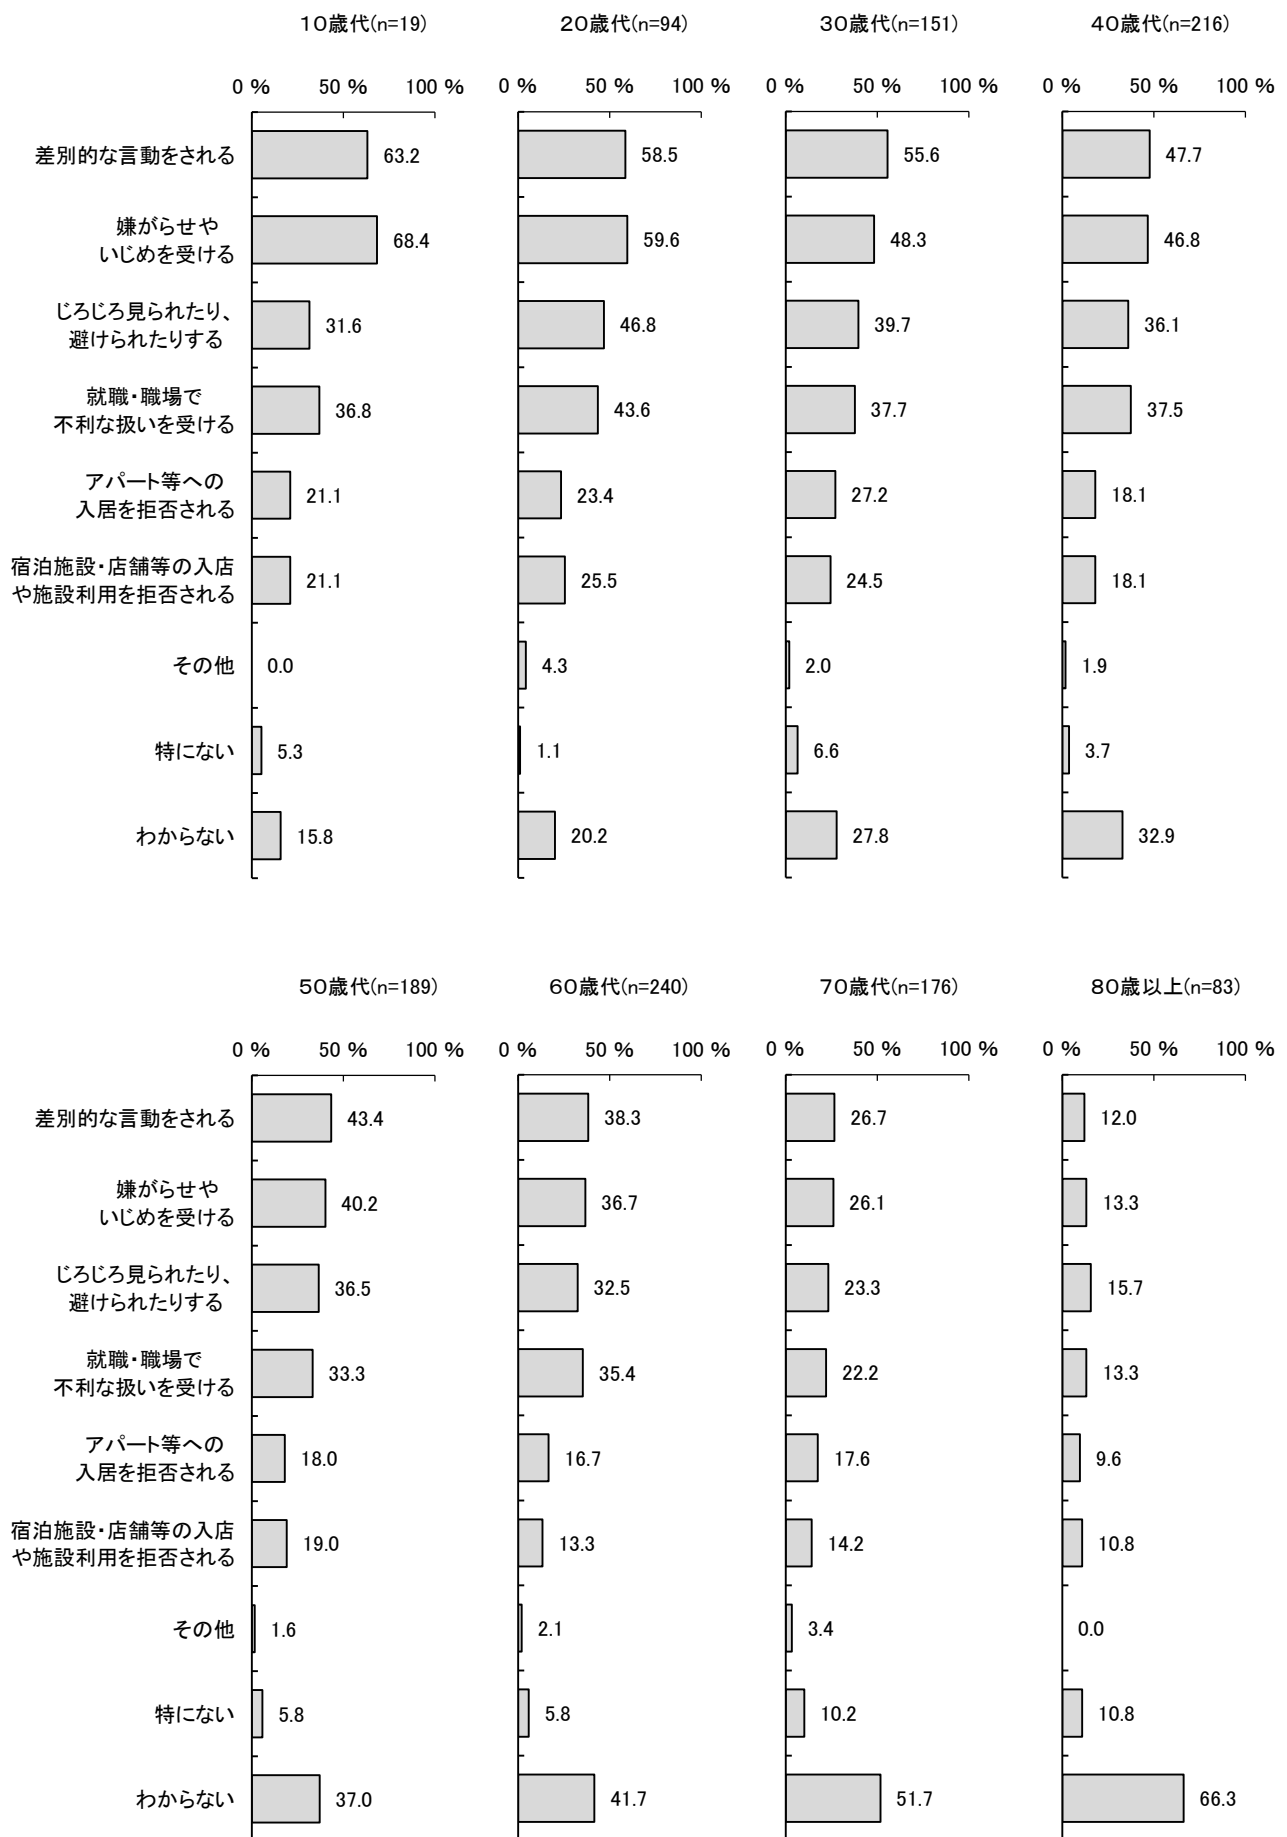 １０歳代(n=19) ２０歳代(n=94) ３０歳代(n=151) ４０歳代(n=216)
0 % 50 % 100 % 0 % 50 % 100 % 0 % 50 % 100 % 0 % 50 % 100 %
差別的な言動をされる 63.2 58.5 55.6 47.7
嫌がらせや
いじめを受ける 68.4 59.6 48.3 46.8
じろじろ見られたり、
避けられたりする 31.6 46.8 39.7 36.1
就職・職場で
不利な扱いを受ける 36.8 43.6 37.7 37.5
アパート等への
入居を拒否される 21.1 23.4 27.2 18.1
宿泊施設・店舗等の入店
や施設利用を拒否される 21.1 25.5 24.5 18.1
その他 0.0 4.3 2.0 1.9
特にない 5.3 1.1 6.6 3.7
わからない 15.8 20.2 27.8 32.9
５０歳代(n=189) ６０歳代(n=240) ７０歳代(n=176) ８０歳以上(n=83)
0 % 50 % 100 % 0 % 50 % 100 % 0 % 50 % 100 % 0 % 50 % 100 %
差別的な言動をされる 43.4 38.3 26.7 12.0
嫌がらせや
いじめを受ける 40.2 36.7 26.1 13.3
じろじろ見られたり、
避けられたりする 36.5 32.5 23.3 15.7
就職・職場で
不利な扱いを受ける 33.3 35.4 22.2 13.3
アパート等への
入居を拒否される 18.0 16.7 17.6 9.6
宿泊施設・店舗等の入店
や施設利用を拒否される 19.0 13.3 14.2 10.8
その他 1.6 2.1 3.4 0.0
特にない 5.8 5.8 10.2 10.8
わからない 37.0 41.7 51.7 66.3